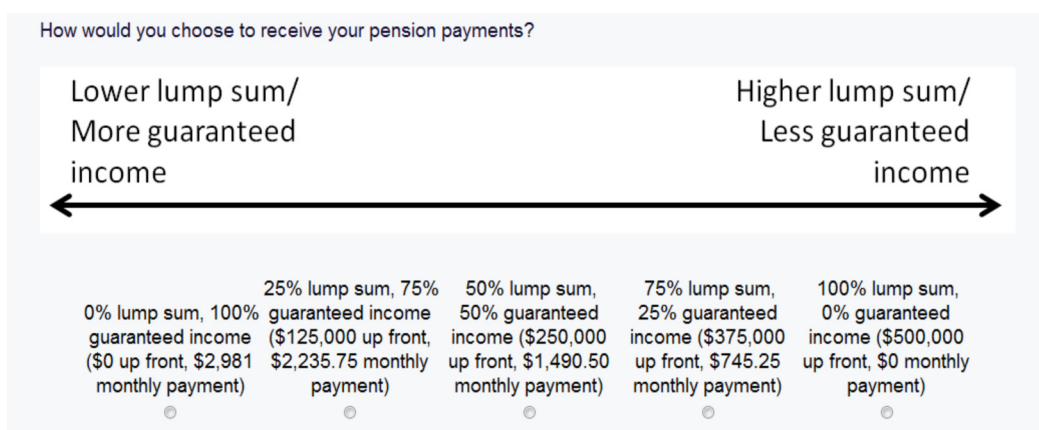 How would you choose to receive your pension payments?
Lower lump sum/
More guaranteed
income
Higher lump sum/
Less guaranteed
income
0% lump sum, 100%
guaranteed income
($0 up front, $2,981
monthly payment)
25% lump sum, 75%
guaranteed income
($125,000 up front,
$2,235.75 monthly
payment)
50% lump sum,
50% guaranteed
income ($250,000
up front, $1,490.50
monthly payment)
75% lump sum,
25% guaranteed
income ($375,000
up front, $745.25
monthly payment)
100% lump sum,
0% guaranteed
income ($500,000
up front, $0 monthly
payment)